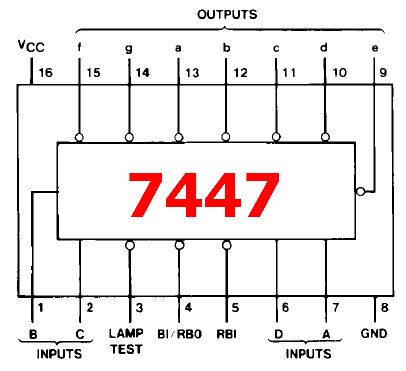 OUTPUTS
VCC f g a b c d e
16 15 14 13 12 11 10 9
7447
1 2 3 4 5 6 7 8
B C LAMP TEST BI/RBO RBI D A GND
INPUTS INPUTS